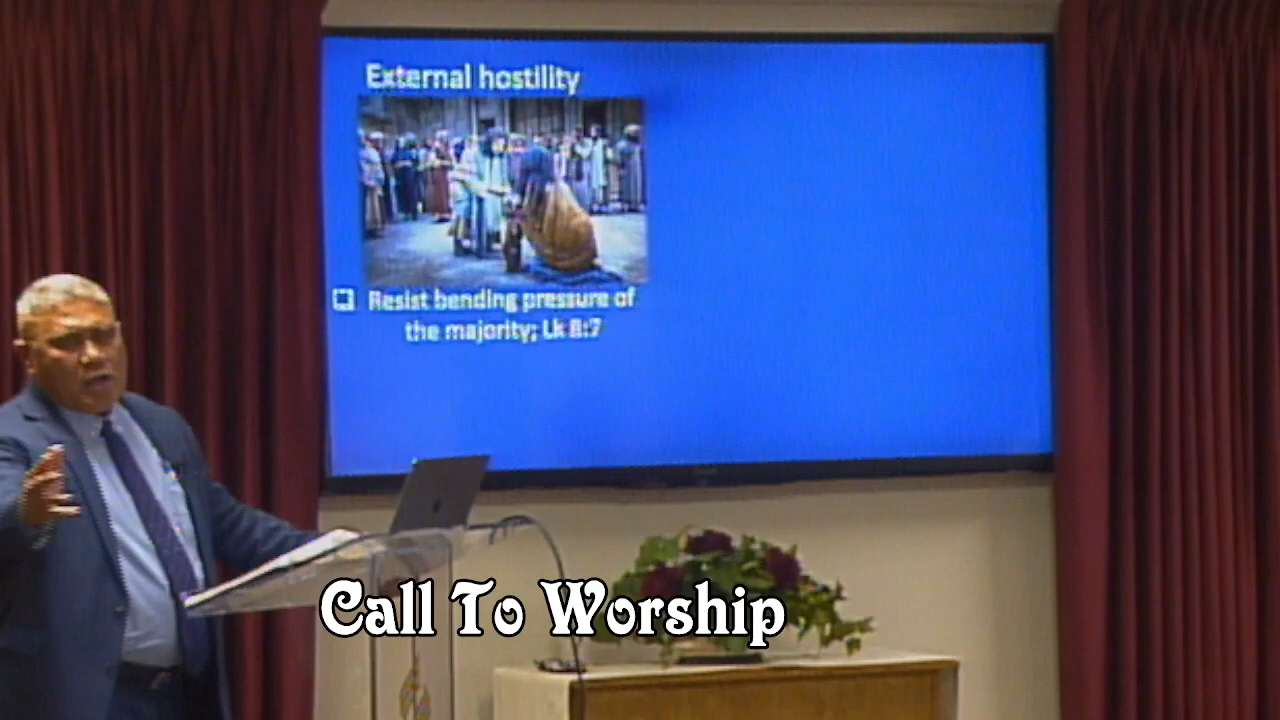 External hostility
Resist bending pressure of
the majority; Lk 8:7
Call To Worship